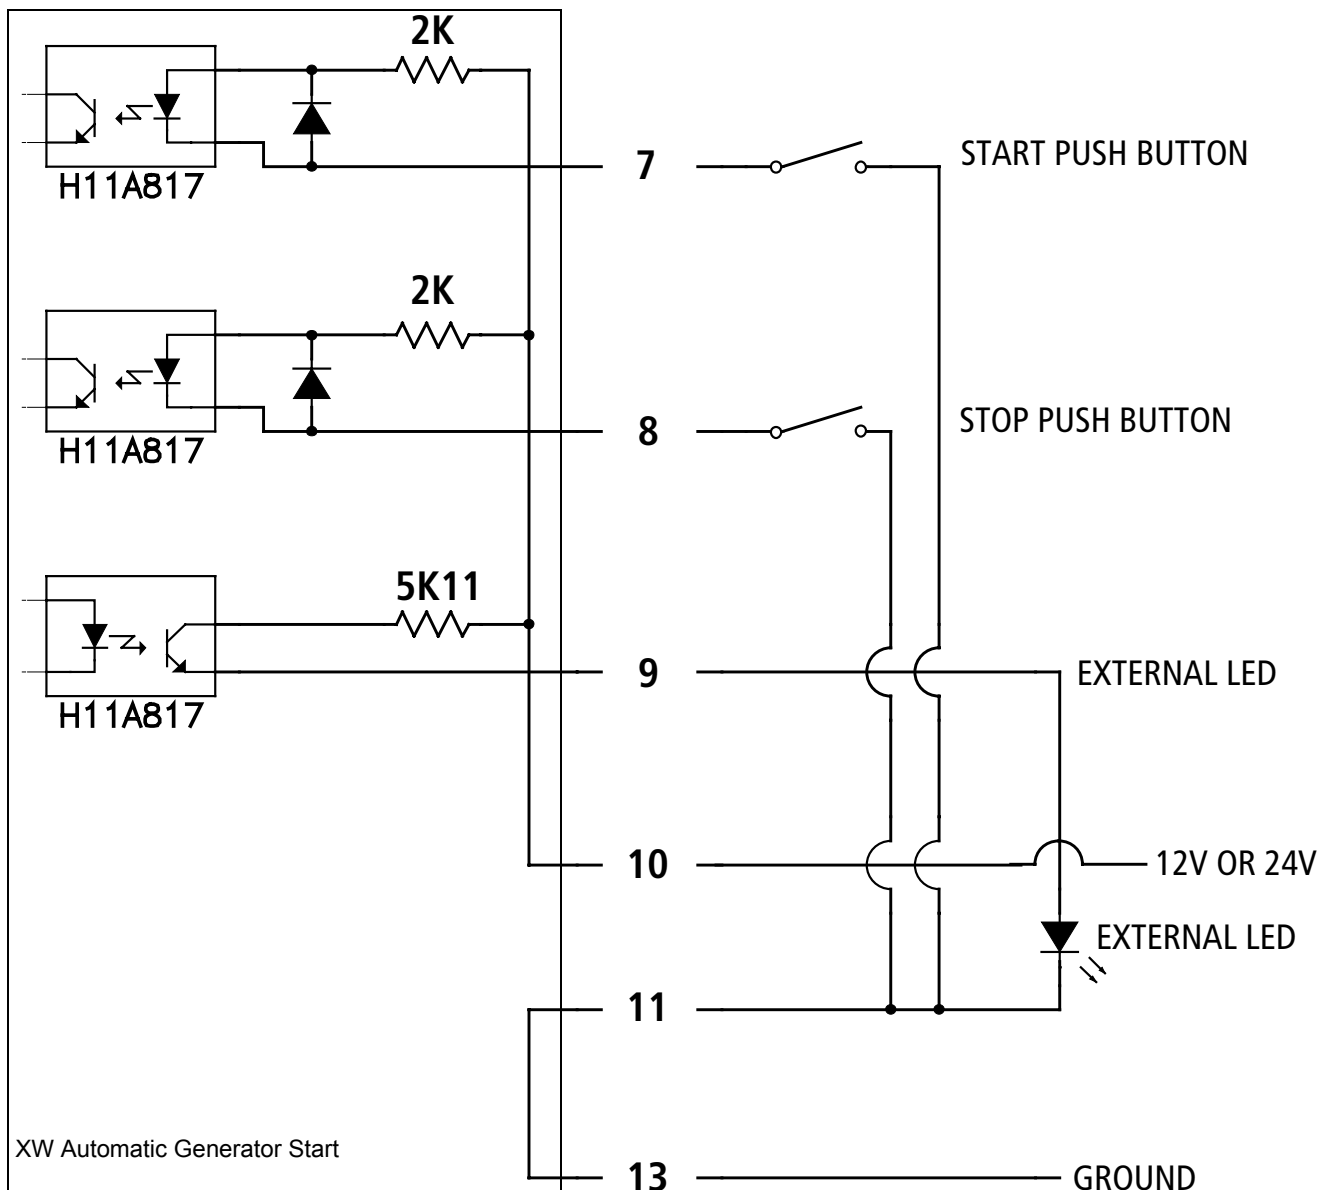 2K
H11A817
7
START PUSH BUTTON
2K
H11A817
8
STOP PUSH BUTTON
5K11
H11A817
9
EXTERNAL LED
10
12V OR 24V
EXTERNAL LED
11
XW Automatic Generator Start
13
GROUND